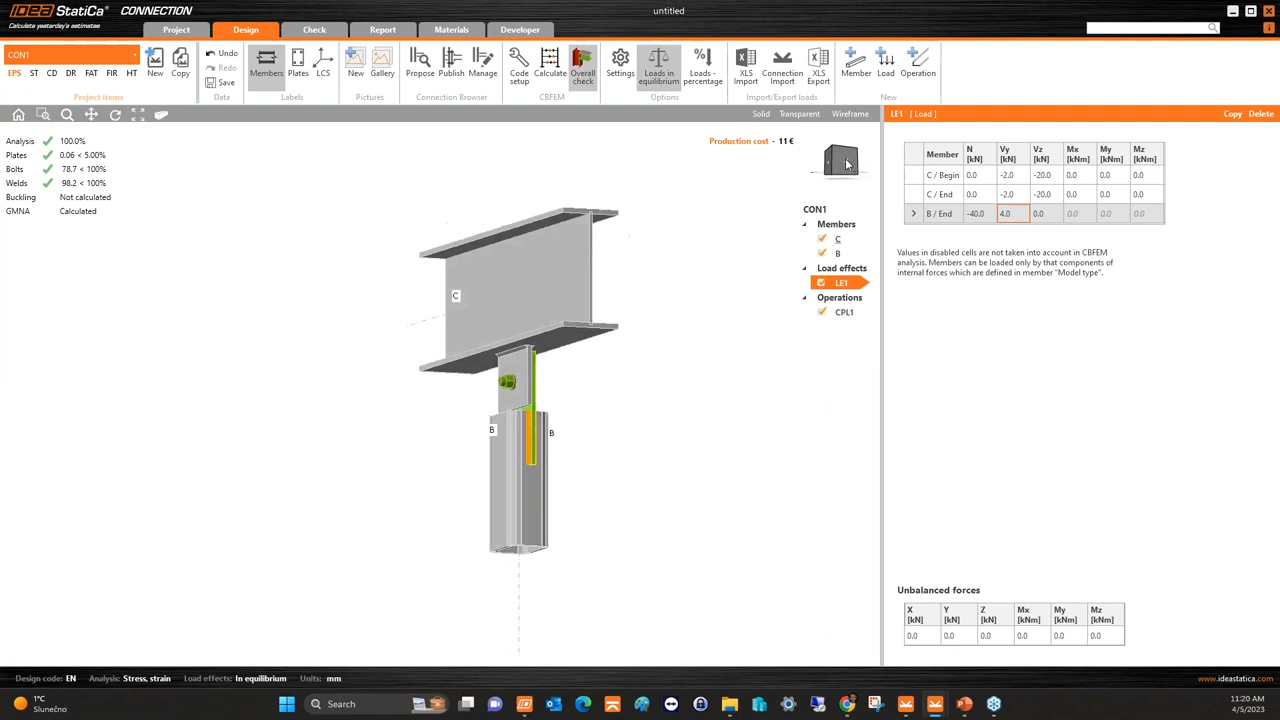 IDEA StatiCa CONNECTION
Calculate yesterday's estimates
untitled
Project Design Check Report Materials Developer
CON1
EPS ST CD DR FAT FIR HT
Project items
New Copy
Undo
Redo
Save
Data
Members Plates LCS
Labels
New Gallery
Pictures
Propose Publish Manage
Connection Browser
Code setup Calculate Overall check
CBFEM
Settings Loads in equilibrium Loads - percentage
Options
XLS Import Connection Import XLS Export
Import/Export loads
Member Load Operation
New
Solid Transparent Wireframe
LE1 [ Load ] Copy Delete
Analysis 100.0%
Plates 0.06 < 5.00%
Bolts 78.7 < 100%
Welds 98.2 < 100%
Buckling Not calculated
GMNA Calculated
Production cost - 11 €
C
B
B
CON1
Members
C
B
Load effects
LE1
Operations
CPL1
Member N [kN] Vy [kN] Vz [kN] Mx [kNm] My [kNm] Mz [kNm]
C / Begin 0.0 -2.0 -20.0 0.0 0.0 0.0
C / End 0.0 -2.0 -20.0 0.0 0.0 0.0
B / End -40.0 4.0 0.0 0.0 0.0 0.0
Values in disabled cells are not taken into account in CBFEM
analysis. Members can be loaded only by that components of
internal forces which are defined in member "Model type".
Unbalanced forces
X [kN] Y [kN] Z [kN] Mx [kNm] My [kNm] Mz [kNm]
0.0 0.0 0.0 0.0 0.0 0.0
Design code: EN Analysis: Stress, strain Load effects: In equilibrium Units: mm
www.ideastatica.com
1°C
Slunečno
Search
11:20 AM
4/5/2023